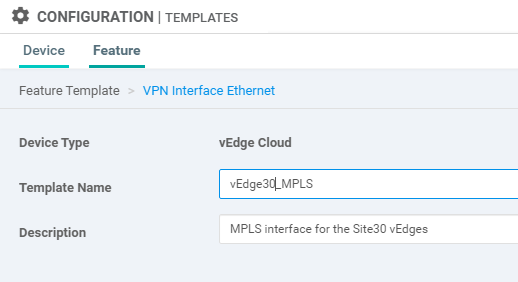 CONFIGURATION | TEMPLATES
Device Feature
Feature Template > VPN Interface Ethernet
Device Type vEdge Cloud
Template Name vEdge30_MPLS
Description MPLS interface for the Site30 vEdges